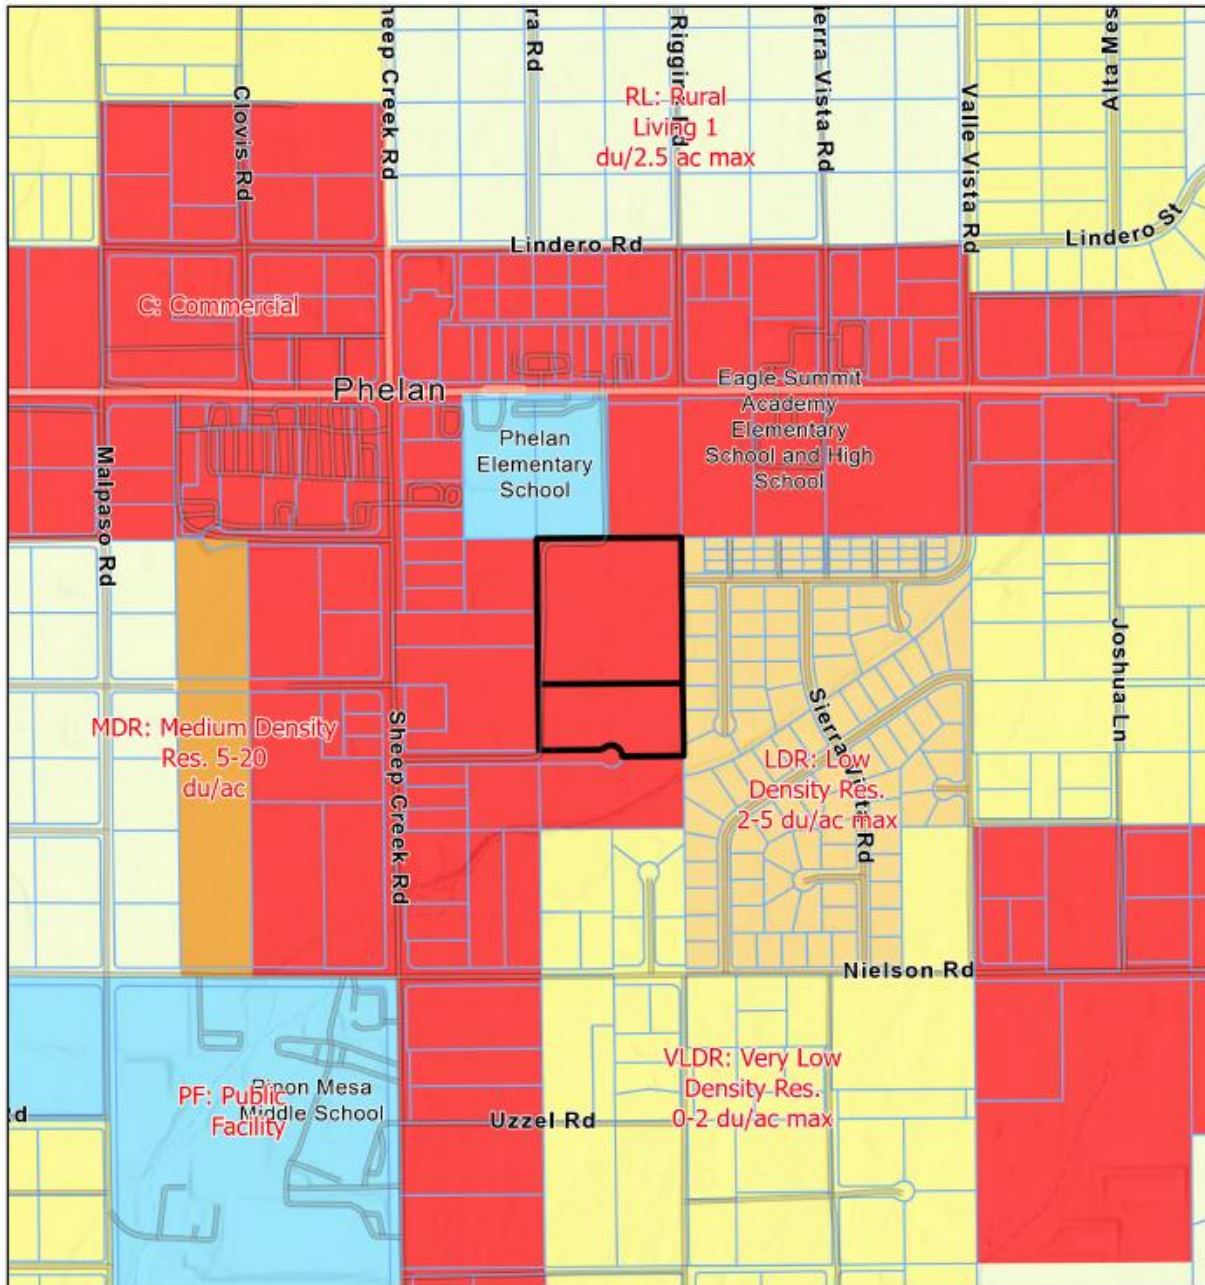 heep Creek Rd
ra Rd
Riggins Rd
ierra Vista Rd
Alta Mes
Clovis Rd
Valle Vista Rd
RL: Rural
Living 1
du/2.5 ac max
Lindero Rd
Lindero St
C: Commercial
Phelan
Eagle Summit
Academy
Elementary
School and High
School
Phelan
Elementary
School
Malpaso Rd
Joshua Ln
Sheep Creek Rd
Sierra Vista Rd
MDR: Medium Density
Res. 5-20
du/ac
LDR: Low
Density Res.
2-5 du/ac max
Nielson Rd
VLDR: Very Low
Density Res.
0-2 du/ac max
Pinon Mesa
Middle School
PF: Public
Facility
Uzzel Rd
Rd